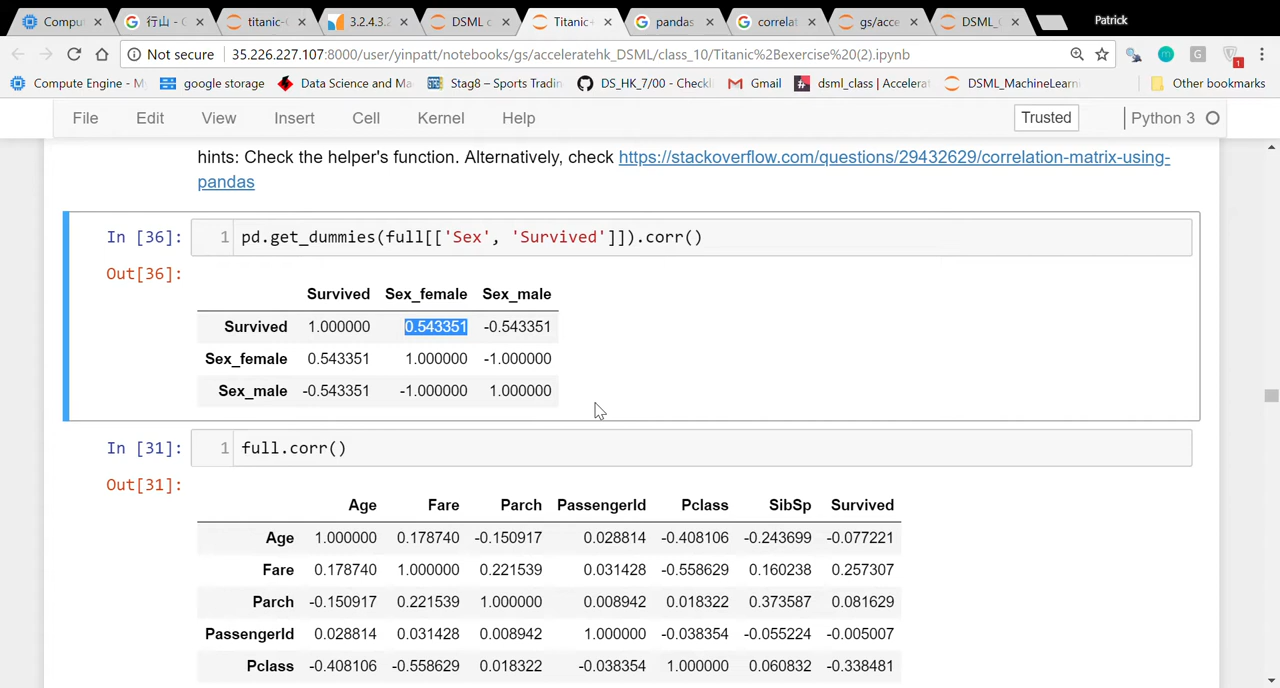 Comput
行山 - G
titanic-
3.2.4.3.2
DSML c
Titanic+
pandas
correlat
gs/acce
DSML_
Patrick
Not secure
35.226.227.107:8000/user/yinpatt/notebooks/gs/acceleratehk_DSML/class_10/Titanic%2Bexercise%20(2).ipynb
Compute Engine - M
google storage
Data Science and Ma
Stag8 – Sports Tradin
DS_HK_7/00 - Checkl
Gmail
dsml_class | Accelerat
DSML_MachineLearni
Other bookmarks
File Edit View Insert Cell Kernel Help
Trusted
Python 3
hints: Check the helper's function. Alternatively, check https://stackoverflow.com/questions/29432629/correlation-matrix-using-
pandas
In [36]: 1 pd.get_dummies(full[['Sex', 'Survived']]).corr()
Out[36]:
Survived Sex_female Sex_male
Survived 1.000000 0.543351 -0.543351
Sex_female 0.543351 1.000000 -1.000000
Sex_male -0.543351 -1.000000 1.000000
In [31]: 1 full.corr()
Out[31]:
Age Fare Parch PassengerId Pclass SibSp Survived
Age 1.000000 0.178740 -0.150917 0.028814 -0.408106 -0.243699 -0.077221
Fare 0.178740 1.000000 0.221539 0.031428 -0.558629 0.160238 0.257307
Parch -0.150917 0.221539 1.000000 0.008942 0.018322 0.373587 0.081629
PassengerId 0.028814 0.031428 0.008942 1.000000 -0.038354 -0.055224 -0.005007
Pclass -0.408106 -0.558629 0.018322 -0.038354 1.000000 0.060832 -0.338481